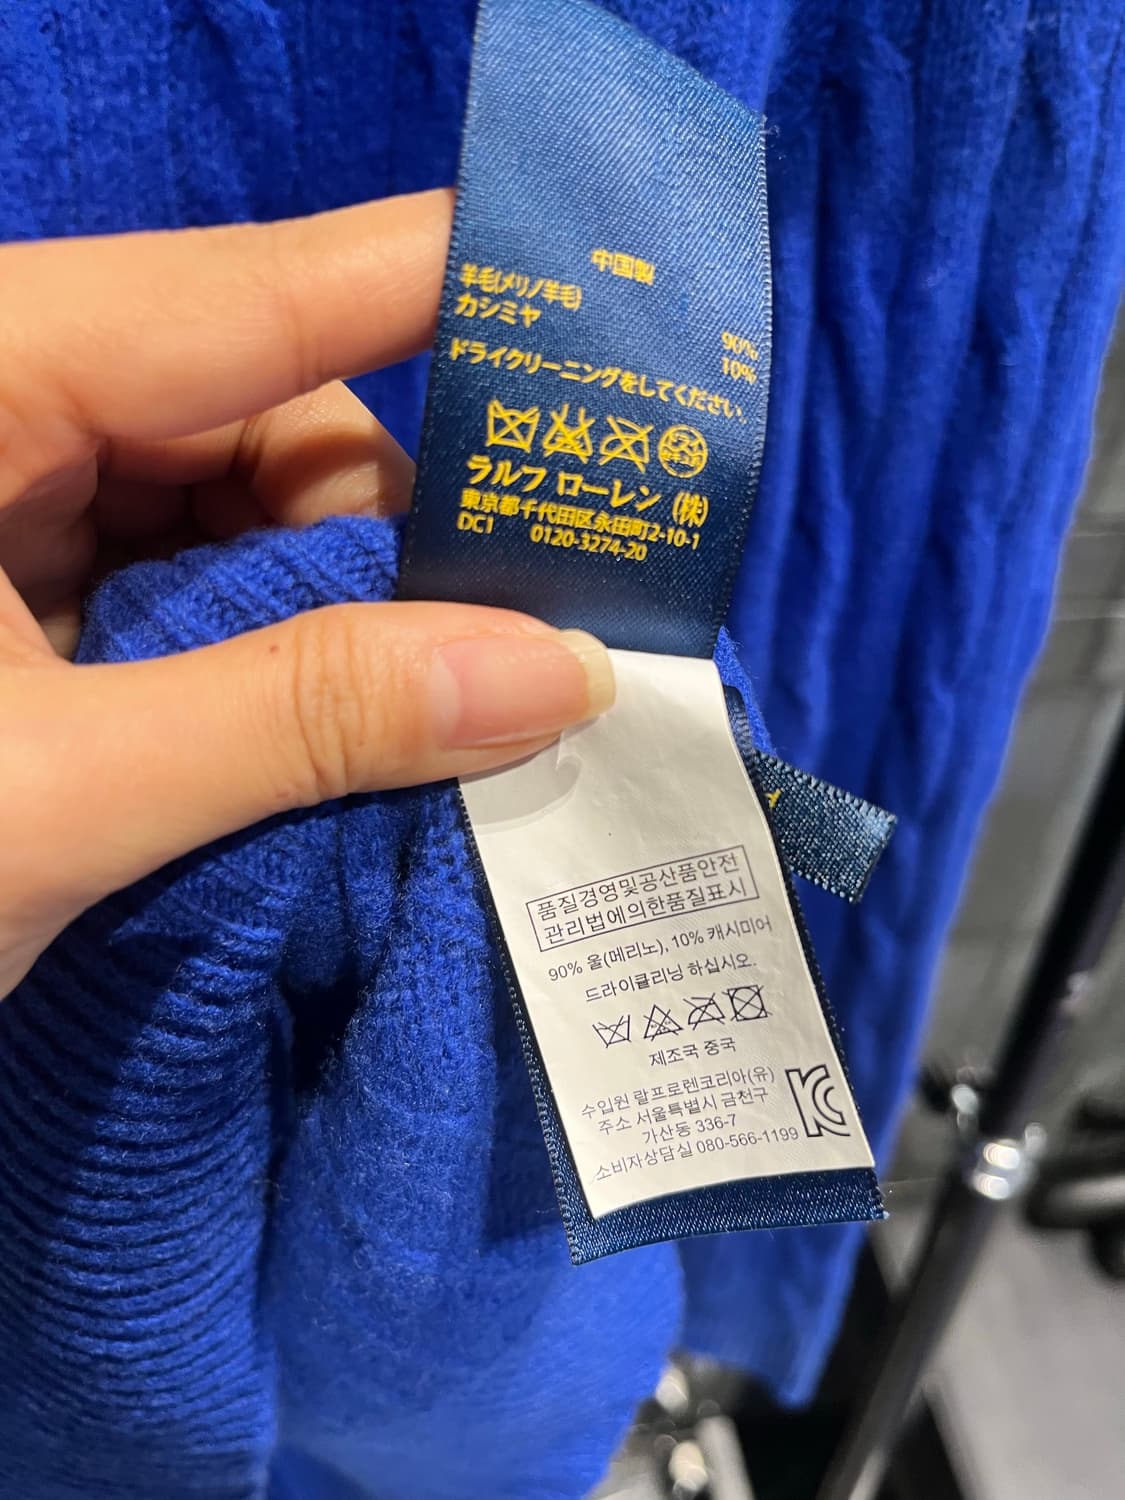 中国製
羊毛(メリノ羊毛) 90%
カシミヤ 10%
ドライクリーニングをしてください。
ラルフ ローレン (株)
東京都千代田区永田町2-10-1
DC1 0120-3274-20
품질경영및공산품안전
관리법에의한품질표시
90% 울(메리노), 10% 캐시미어
드라이클리닝 하십시오.
제조국 중국
수입원 랄프로렌코리아(유)
주소 서울특별시 금천구
가산동 336-7
소비자상담실 080-566-1199